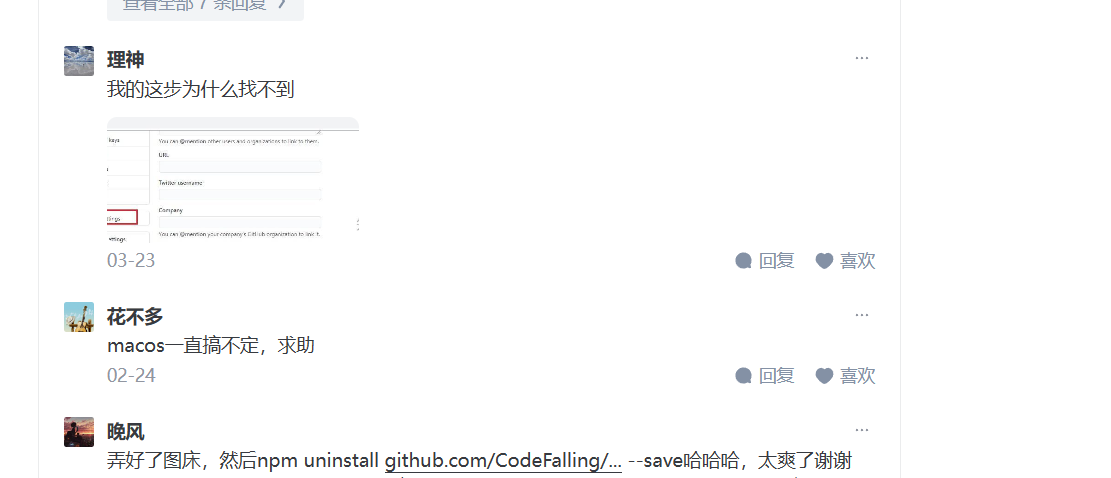 查看全部 7 条回复
理神
...
我的这步为什么找不到
keys
You can @mention other users and organizations to link to them.
URL
Twitter username
Company
ttings
You can @mention your company's GitHub organization to link it.
ettings
03-23
回复
喜欢
花不多
...
macos一直搞不定，求助
02-24
回复
喜欢
晚风
...
弄好了图床，然后npm uninstall github.com/CodeFalling/... --save哈哈哈，太爽了谢谢